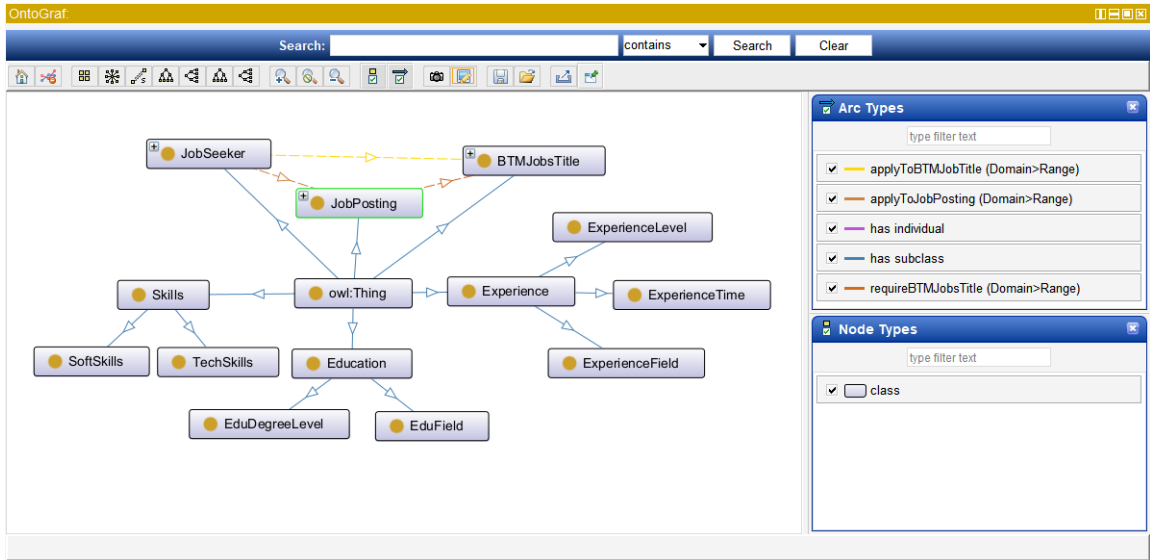 OntoGraf:
Search:
contains
Search
Clear
JobSeeker
BTMJobsTitle
JobPosting
ExperienceLevel
Skills
owl:Thing
Experience
ExperienceTime
SoftSkills
TechSkills
Education
ExperienceField
EduDegreeLevel
EduField
Arc Types
type filter text
applyToBTMJobTitle (Domain>Range)
applyToJobPosting (Domain>Range)
has individual
has subclass
requireBTMJobsTitle (Domain>Range)
Node Types
type filter text
class